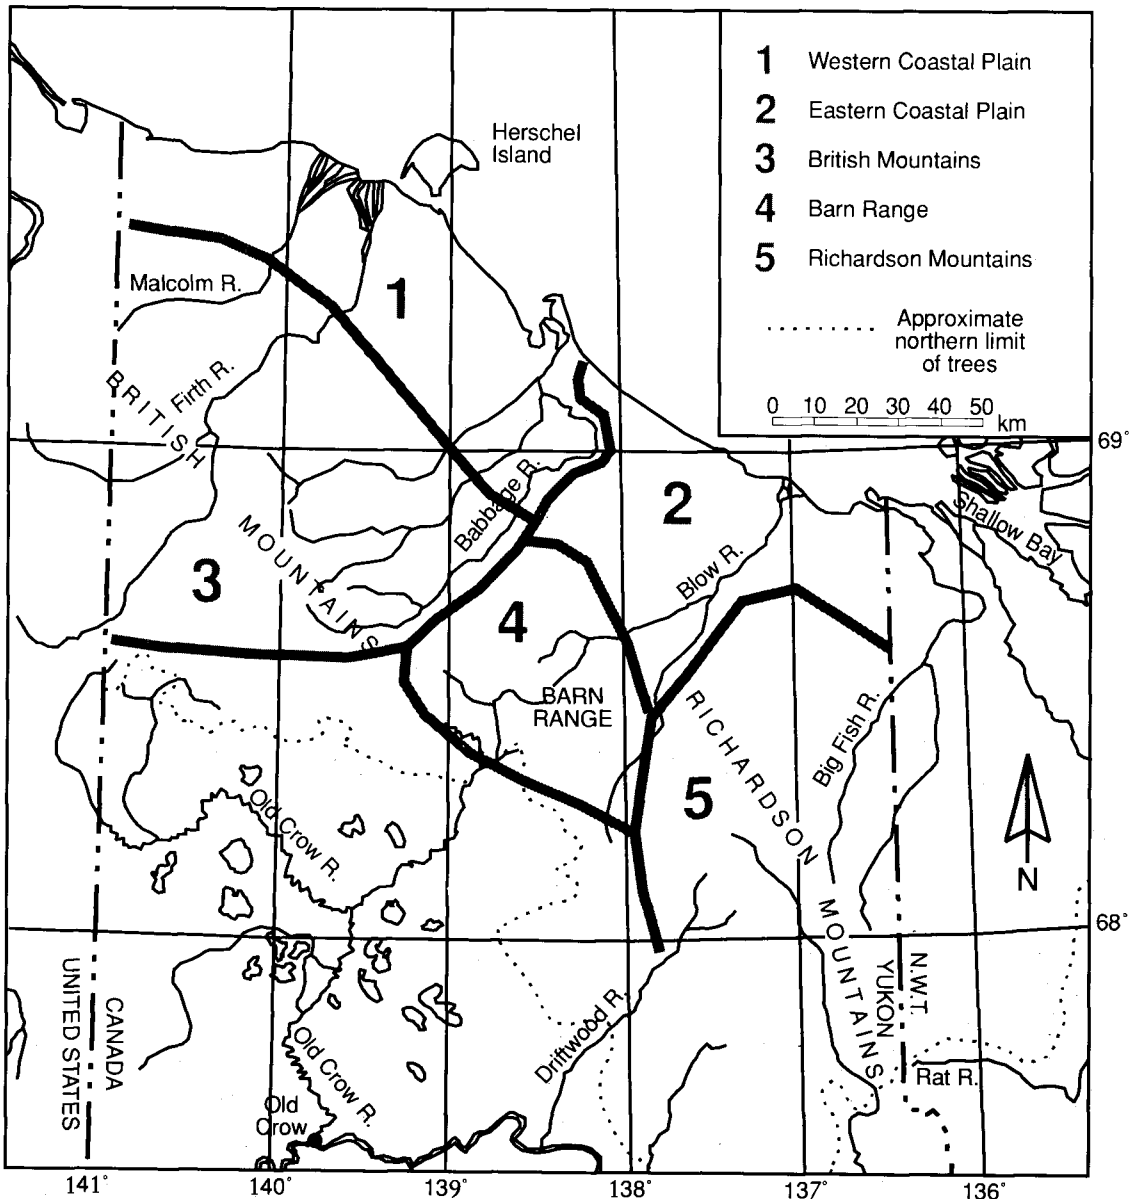 1 Western Coastal Plain
2 Eastern Coastal Plain
3 British Mountains
4 Barn Range
5 Richardson Mountains
Approximate
northern limit
of trees
0 10 20 30 40 50
km
Herschel
Island
1
Malcolm R.
Firth R.
BRITISH
MOUNTAINS
69°
Babbage R.
2
Shallow Bay
Blow R.
3
4
BARN
RANGE
RICHARDSON
MOUNTAINS
Big Fish R.
5
N
Old Crow R.
68°
UNITED STATES
CANADA
YUKON
N.W.T.
Driftwood R.
Old Crow R.
Rat R.
Old
Crow
141° 140° 139° 138° 137° 136°